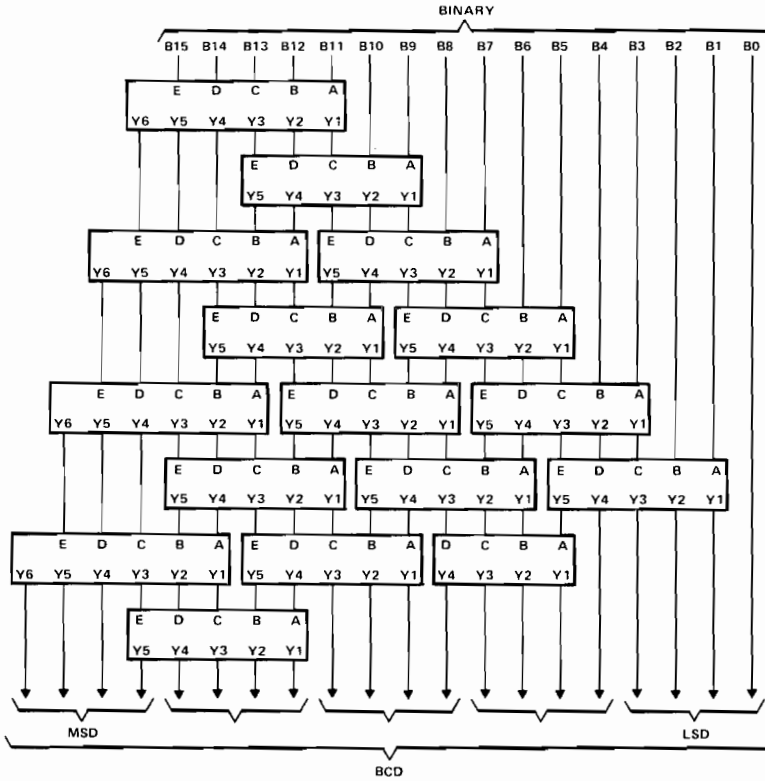 BINARY
B15 B14 B13 B12 B11 B10 B9 B8 B7 B6 B5 B4 B3 B2 B1 B0
E D C B A
Y6 Y5 Y4 Y3 Y2 Y1
E D C B A
Y5 Y4 Y3 Y2 Y1
E D C B A E D C B A
Y6 Y5 Y4 Y3 Y2 Y1 Y5 Y4 Y3 Y2 Y1
E D C B A E D C B A
Y5 Y4 Y3 Y2 Y1 Y5 Y4 Y3 Y2 Y1
E D C B A E D C B A E D C B A
Y6 Y5 Y4 Y3 Y2 Y1 Y5 Y4 Y3 Y2 Y1 Y5 Y4 Y3 Y2 Y1
E D C B A E D C B A E D C B A
Y5 Y4 Y3 Y2 Y1 Y5 Y4 Y3 Y2 Y1 Y5 Y4 Y3 Y2 Y1
E D C B A E D C B A D C B A
Y6 Y5 Y4 Y3 Y2 Y1 Y5 Y4 Y3 Y2 Y1 Y4 Y3 Y2 Y1
E D C B A
Y5 Y4 Y3 Y2 Y1
MSD LSD
BCD